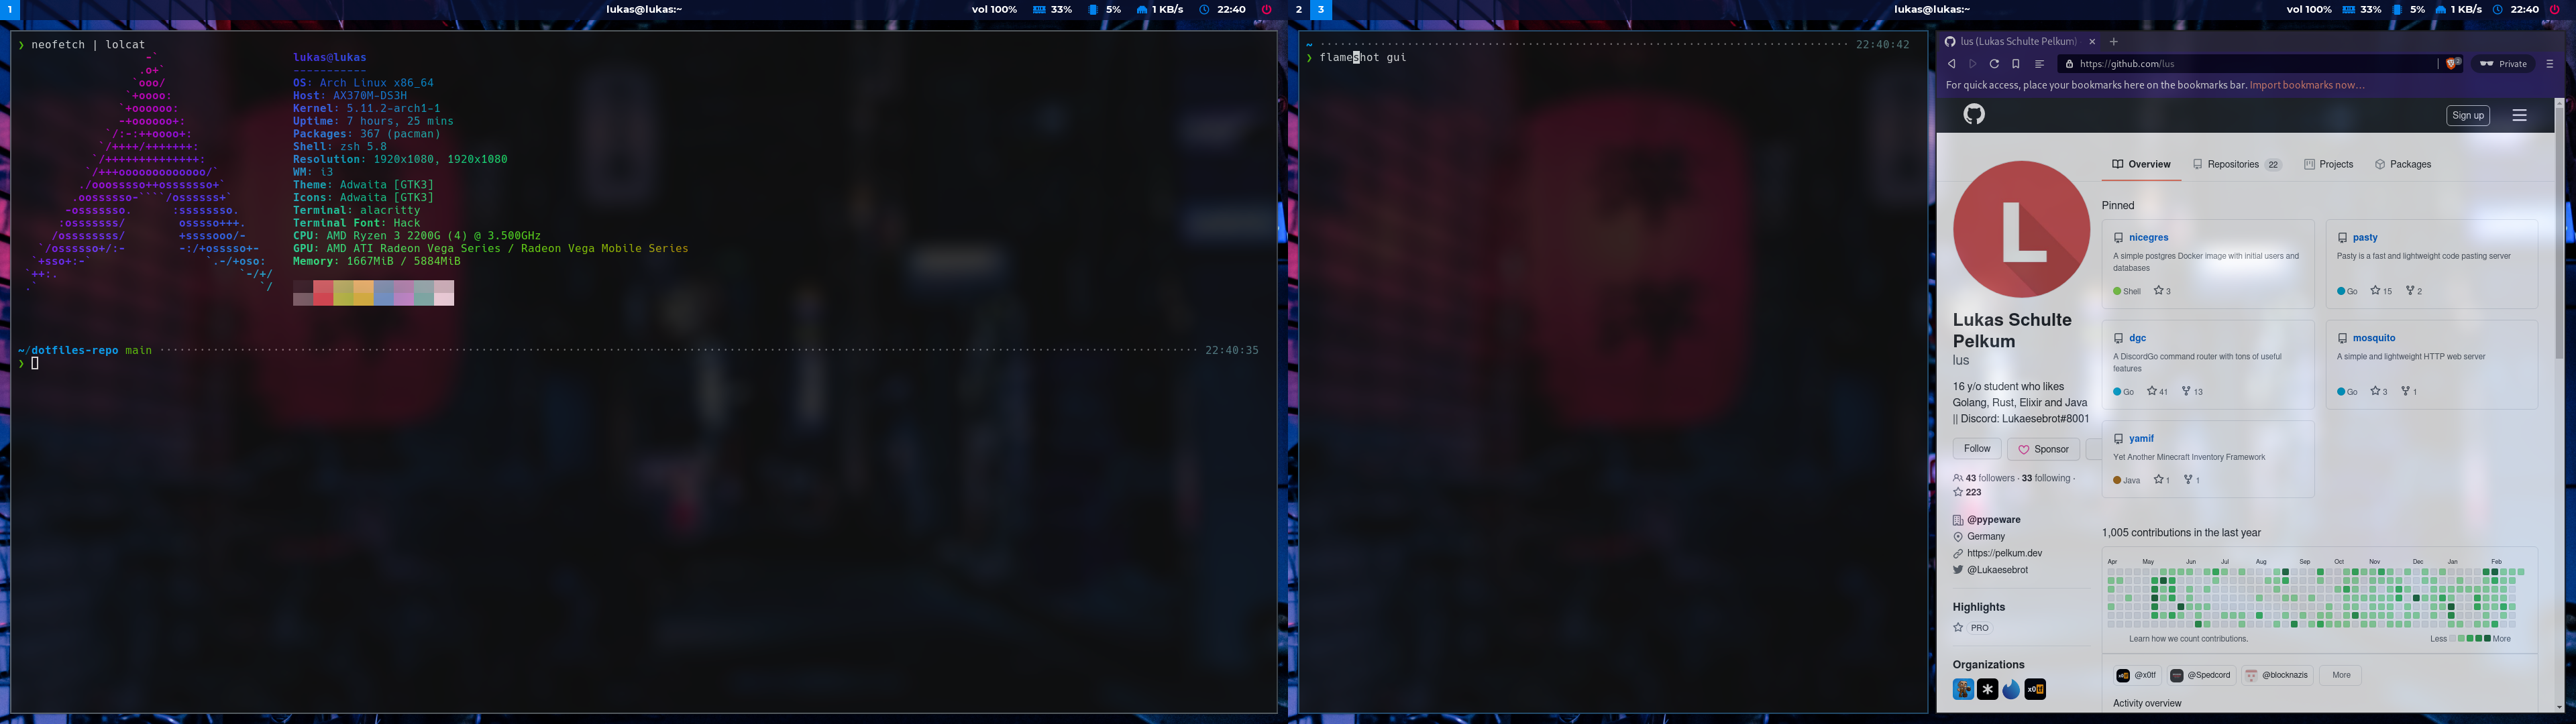 1
lukas@lukas:~
vol 100% 33% 5% 1 KB/s 22:40
❯ neofetch | lolcat
lukas@lukas
-----------
OS: Arch Linux x86_64
Host: AX370M-DS3H
Kernel: 5.11.2-arch1-1
Uptime: 7 hours, 25 mins
Packages: 367 (pacman)
Shell: zsh 5.8
Resolution: 1920x1080, 1920x1080
WM: i3
Theme: Adwaita [GTK3]
Icons: Adwaita [GTK3]
Terminal: alacritty
Terminal Font: Hack
CPU: AMD Ryzen 3 2200G (4) @ 3.500GHz
GPU: AMD ATI Radeon Vega Series / Radeon Vega Mobile Series
Memory: 1667MiB / 5884MiB
~/dotfiles-repo main 22:40:35
❯
2 3
lukas@lukas:~
vol 100% 33% 5% 1 KB/s 22:40
~ 22:40:42
❯ flameshot gui
lus (Lukas Schulte Pelkum)
https://github.com/lus
Private
For quick access, place your bookmarks here on the bookmarks bar. Import bookmarks now...
Sign up
Overview Repositories 22 Projects Packages
L
Lukas Schulte
Pelkum
lus
16 y/o student who likes
Golang, Rust, Elixir and Java
|| Discord: Lukaesebrot#8001
Follow Sponsor
43 followers · 33 following ·
223
@pypeware
Germany
https://pelkum.dev
@Lukaesebrot
Highlights
PRO
Organizations
Pinned
nicegres
A simple postgres Docker image with initial users and
databases
Shell 3
pasty
Pasty is a fast and lightweight code pasting server
Go 15 2
dgc
A DiscordGo command router with tons of useful
features
Go 41 13
mosquito
A simple and lightweight HTTP web server
Go 3 1
yamif
Yet Another Minecraft Inventory Framework
Java 1 1
1,005 contributions in the last year
Apr May Jun Jul Aug Sep Oct Nov Dec Jan Feb
Learn how we count contributions.
Less More
@x0tf @Spedcord @blocknazis More
Activity overview